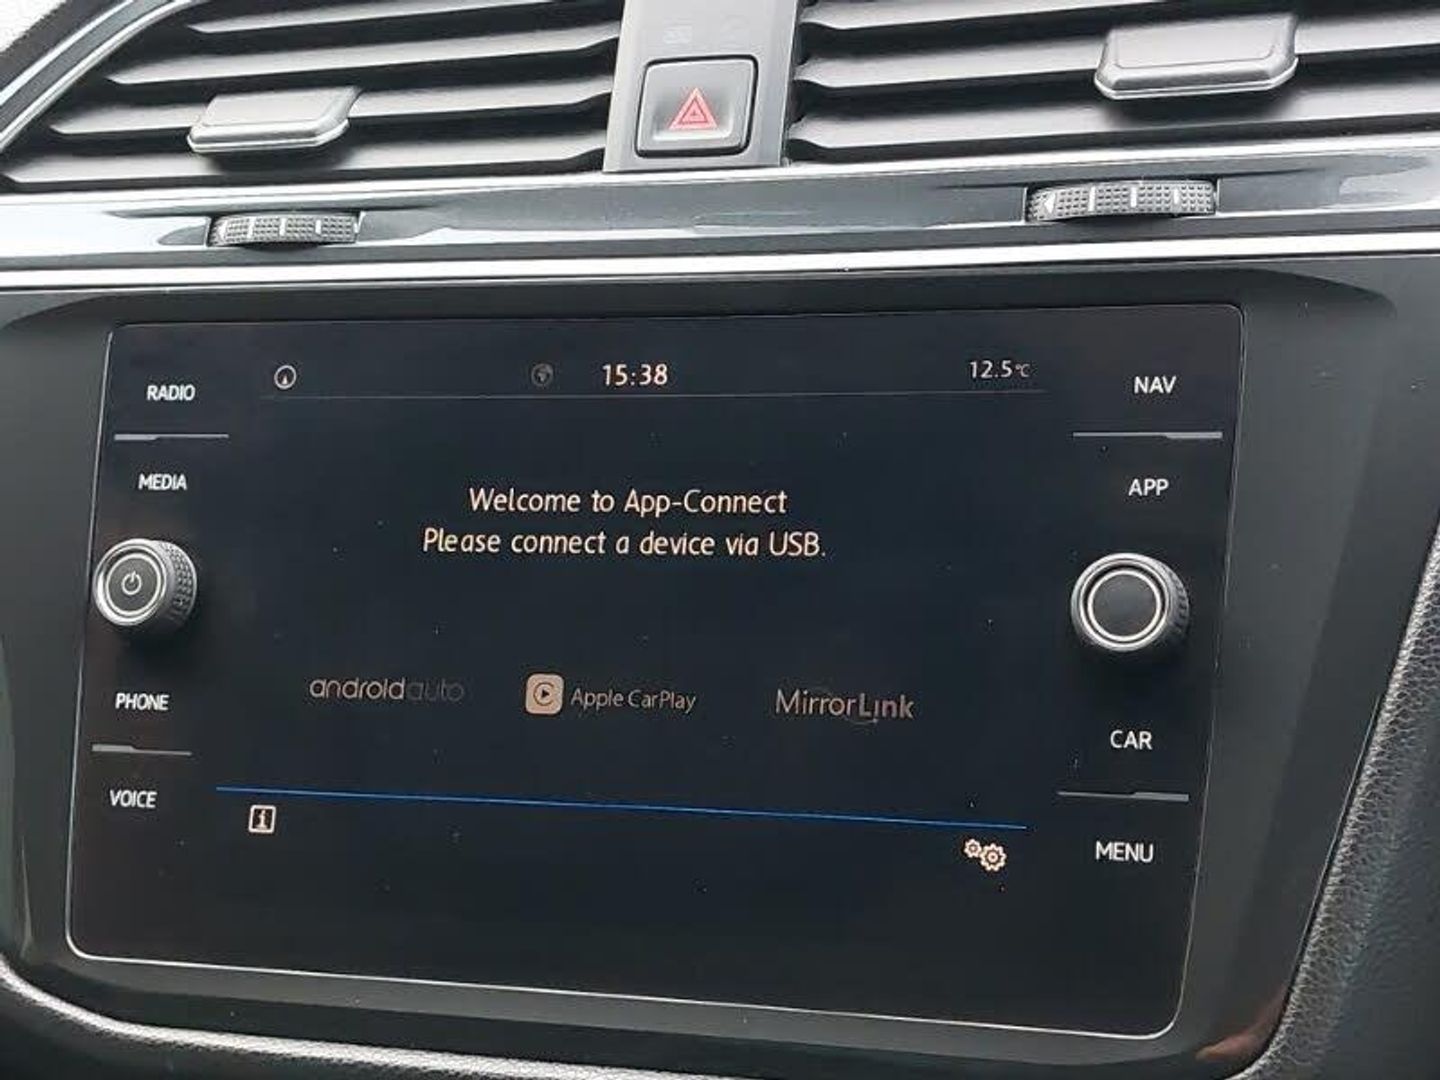 RADIO
15:38
12.5°C
NAV
MEDIA
APP
Welcome to App-Connect
Please connect a device via USB.
androidauto
Apple CarPlay
MirrorLink
PHONE
CAR
VOICE
i
MENU